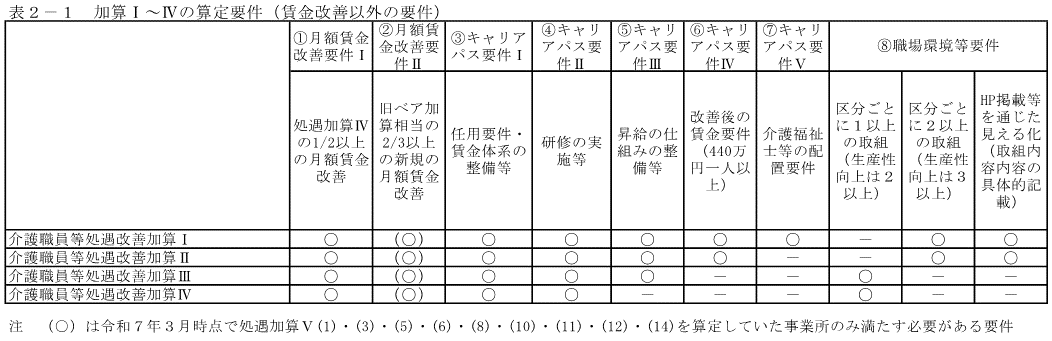 表２－１　加算Ⅰ～Ⅳの算定要件（賃金改善以外の要件）
①月額賃金
改善要件Ⅰ
②月額賃
金改善要
件Ⅱ
③キャリア
パス要件Ⅰ
④キャリ
アパス要
件Ⅱ
⑤キャリ
アパス要
件Ⅲ
⑥キャリ
アパス要
件Ⅳ
⑦キャリ
アパス要
件Ⅴ
⑧職場環境等要件
処遇加算Ⅳ
の1/2以上
の月額賃金
改善
旧ベア加
算相当の
2/3以上
の新規の
月額賃金
改善
任用要件・
賃金体系の
整備等
研修の実
施等
昇給の仕
組みの整
備等
改善後の
賃金要件
（440万
円一人以
上）
介護福祉
士等の配
置要件
区分ごと
に１以上
の取組
（生産性
向上は２
以上）
区分ごと
に２以上
の取組
（生産性
向上は３
以上）
HP掲載等
を通じた
見える化
（取組内
容内容の
具体的記
載）
介護職員等処遇改善加算Ⅰ ○ （○） ○ ○ ○ ○ ○ － ○ ○
介護職員等処遇改善加算Ⅱ ○ （○） ○ ○ ○ ○ － － ○ ○
介護職員等処遇改善加算Ⅲ ○ （○） ○ ○ ○ － － ○ － －
介護職員等処遇改善加算Ⅳ ○ （○） ○ ○ － － － ○ － －
注　（○）は令和７年３月時点で処遇加算Ⅴ(1)・(3)・(5)・(6)・(8)・(10)・(11)・(12)・(14)を算定していた事業所のみ満たす必要がある要件